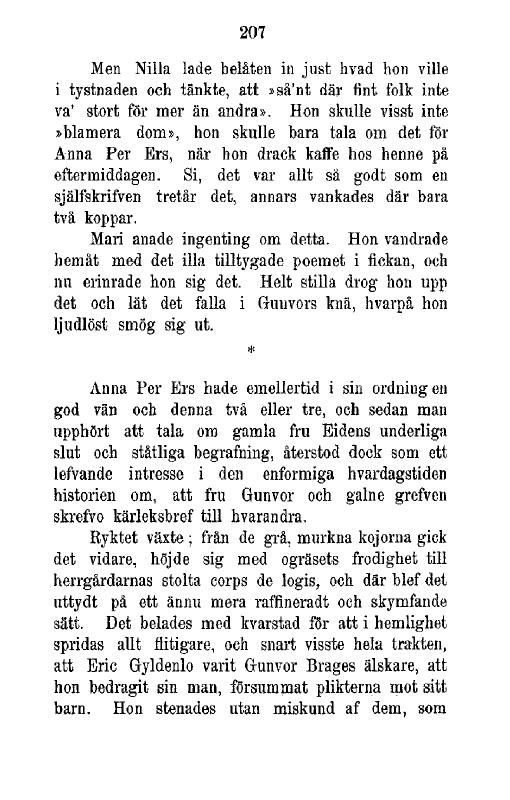 207
Men Nilla lade belåten in just hvad hon ville
i tystnaden och tänkte, att »så'nt där fint folk inte
va' stort för mer än andra». Hon skulle visst inte
»blamera dom», hon skulle bara tala om det för
Anna Per Ers, när hon drack kaffe hos henne på
eftermiddagen. Si, det var allt så godt som en
själfskrifven tretår det, annars vankades där bara
två koppar.
Mari anade ingenting om detta. Hon vandrade
hemåt med det illa tilltygade poemet i fickan, och
nu erinrade hon sig det. Helt stilla drog hon upp
det och lät det falla i Gunvors knä, hvarpå hon
ljudlöst smög sig ut.
*
Anna Per Ers hade emellertid i sin ordning en
god vän och denna två eller tre, och sedan man
upphört att tala om gamla fru Eidens underliga
slut och ståtliga begrafning, återstod dock som ett
lefvande intresse i den enformiga hvardagstiden
historien om, att fru Gunvor och galne grefven
skrefvo kärleksbref till hvarandra.
Ryktet växte; från de grå, murkna kojorna gick
det vidare, höjde sig med ogräsets frodighet till
herrgårdarnas stolta corps de logis, och där blef det
uttydt på ett ännu mera raffineradt och skymfande
sätt. Det belades med kvarstad för att i hemlighet
spridas allt flitigare, och snart visste hela trakten,
att Eric Gyldenlo varit Gunvor Brages älskare, att
hon bedragit sin man, försummat plikterna mot sitt
barn. Hon stenades utan miskund af dem, som